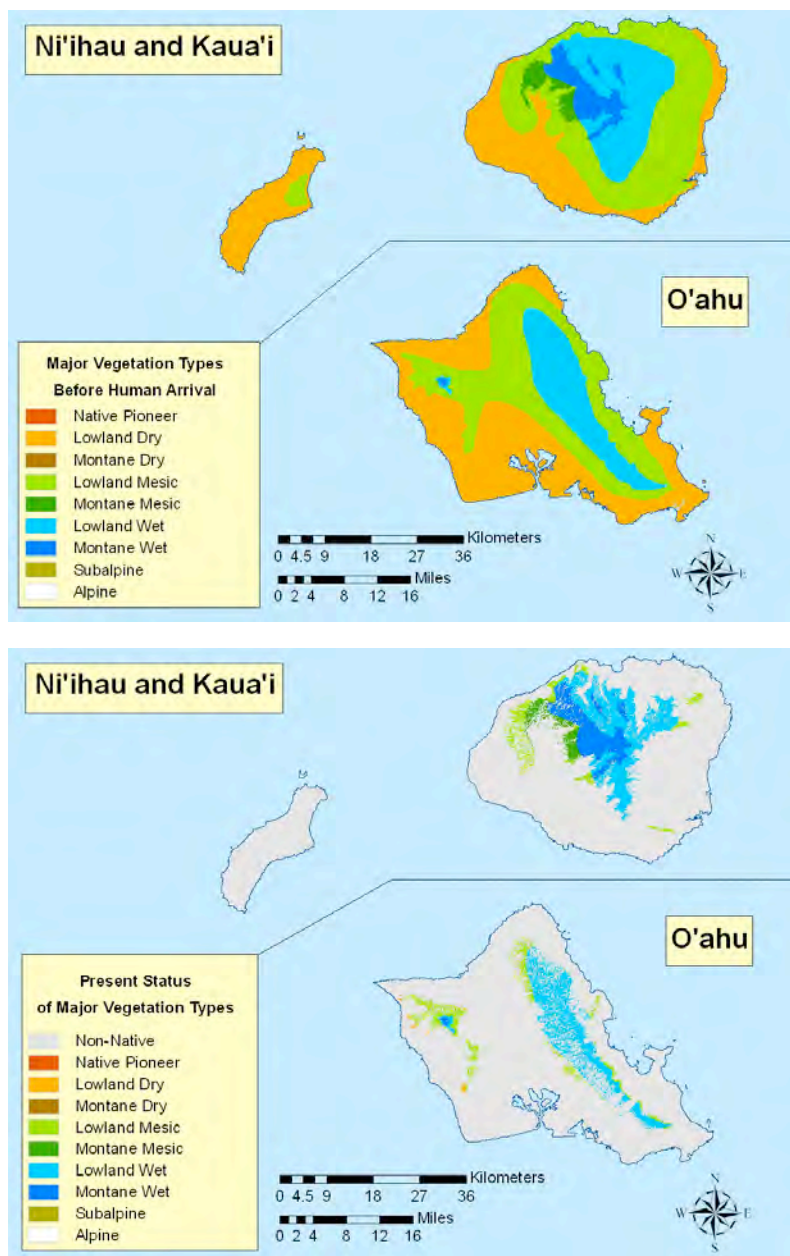 Ni'ihau and Kaua'i
O'ahu
Major Vegetation Types
Before Human Arrival
Native Pioneer
Lowland Dry
Montane Dry
Lowland Mesic
Montane Mesic
Lowland Wet
Montane Wet
Subalpine
Alpine
Kilometers
0 4.5 9 18 27 36
Miles
0 2 4 8 12 16
N
W E
S
Ni'ihau and Kaua'i
O'ahu
Present Status
of Major Vegetation Types
Non-Native
Native Pioneer
Lowland Dry
Montane Dry
Lowland Mesic
Montane Mesic
Lowland Wet
Montane Wet
Subalpine
Alpine
Kilometers
0 4.5 9 18 27 36
Miles
0 2 4 8 12 16
N
W E
S